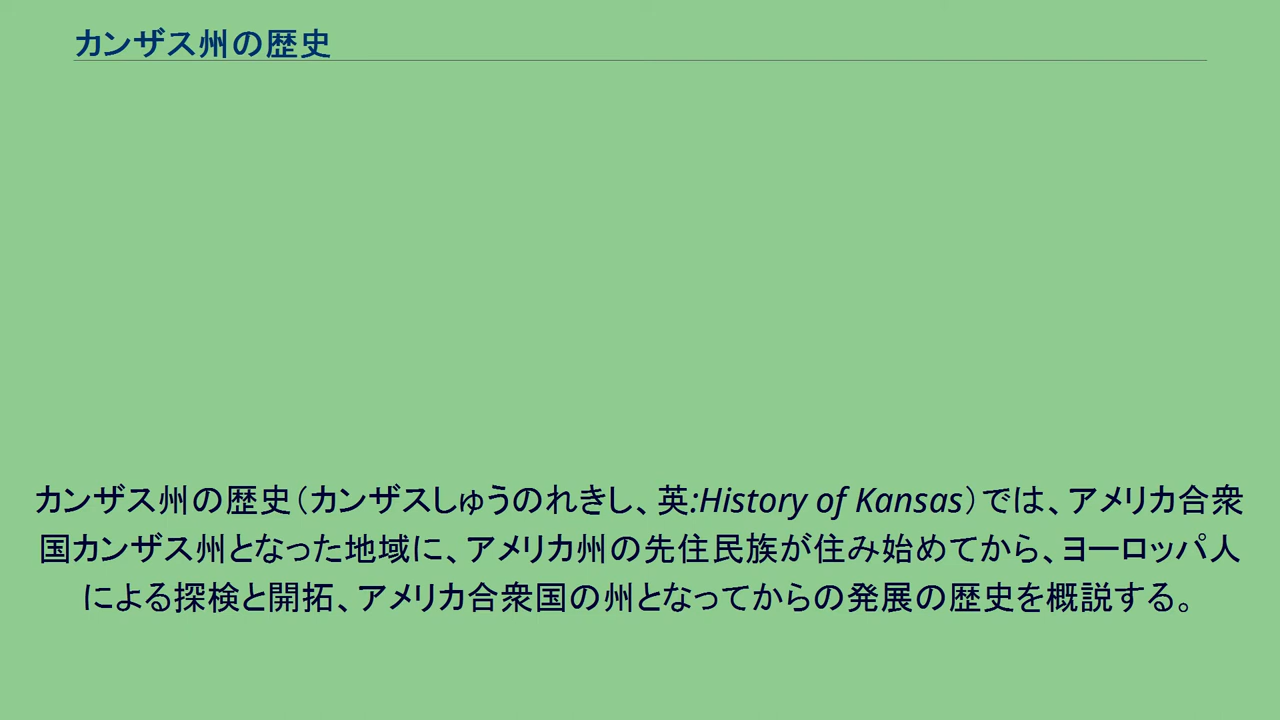 カンザス州の歴史
カンザス州の歴史（カンザスしゅうのれきし、英:History of Kansas）では、アメリカ合衆
国カンザス州となった地域に、アメリカ州の先住民族が住み始めてから、ヨーロッパ人
による探検と開拓、アメリカ合衆国の州となってからの発展の歴史を概説する。